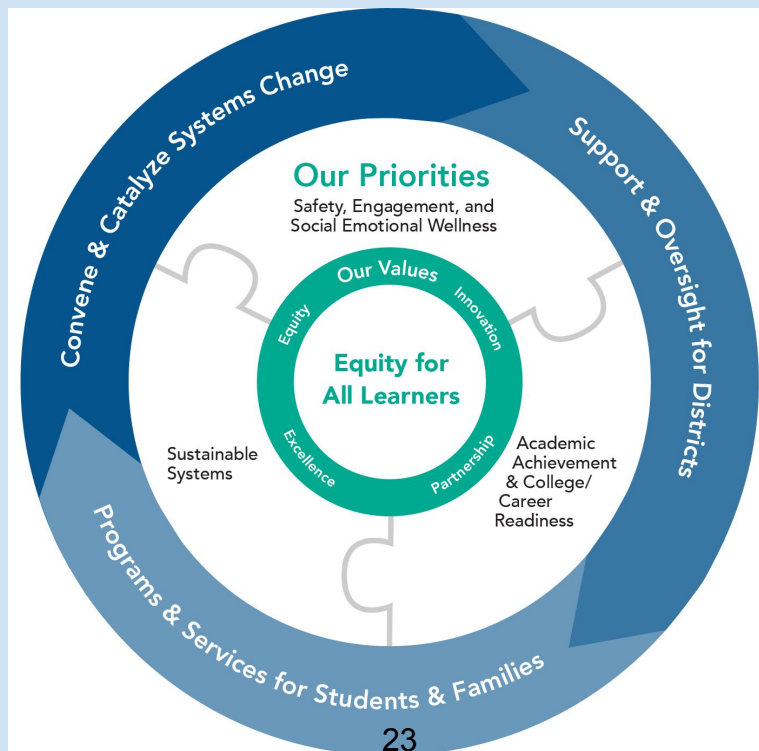 Convene & Catalyze Systems Change
Support & Oversight for Districts
Our Priorities
Safety, Engagement, and
Social Emotional Wellness
Our Values
Equity
Innovation
Equity for
All Learners
Excellence
Partnership
Sustainable
Systems
Academic
Achievement
& College/
Career
Readiness
Programs & Services for Students & Families
23